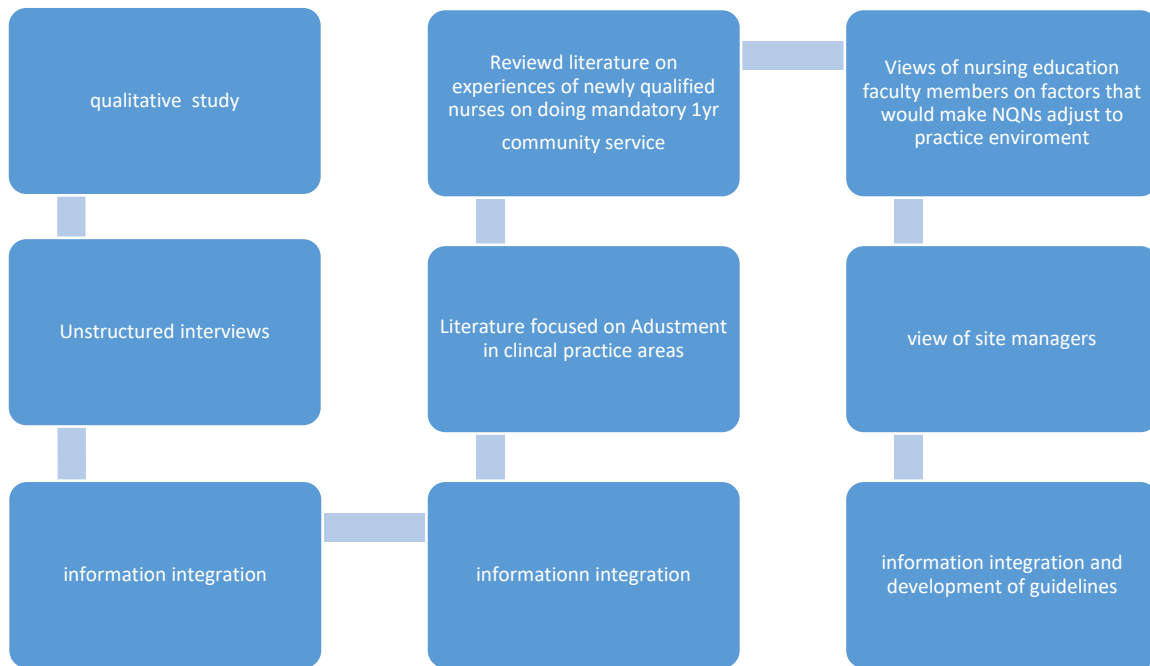 qualitative study
Unstructured interviews
information integration
informationn integration
Literature focused on Adustment
in clincal practice areas
Reviewd literature on
experiences of newly qualified
nurses on doing mandatory 1yr
community service
Views of nursing education
faculty members on factors that
would make NQNs adjust to
practice enviroment
view of site managers
information integration and
development of guidelines